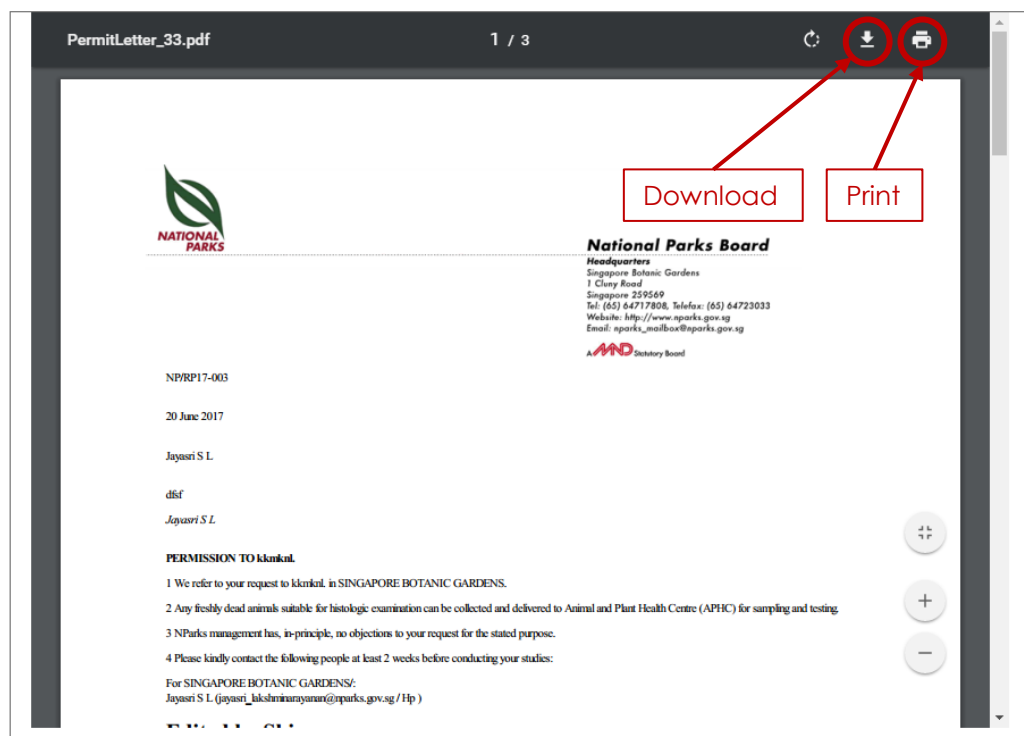 PermitLetter_33.pdf
1 / 3
Download
Print
NATIONAL
PARKS
National Parks Board
Headquarters
Singapore Botanic Gardens
1 Cluny Road
Singapore 259569
Tel: (65) 64717808, Telefax: (65) 64723033
Website: http://www.nparks.gov.sg
Email: nparks_mailbox@nparks.gov.sg
A MND Statutory Board
NP/RP17-003
20 June 2017
Jayasri S L
dfsf
Jayasri S L
PERMISSION TO kkmknl.
1 We refer to your request to kkmknl. in SINGAPORE BOTANIC GARDENS.
2 Any freshly dead animals suitable for histologic examination can be collected and delivered to Animal and Plant Health Centre (APHC) for sampling and testing.
3 NParks management has, in-principle, no objections to your request for the stated purpose.
4 Please kindly contact the following people at least 2 weeks before conducting your studies:
For SINGAPORE BOTANIC GARDENS/:
Jayasri S L (jayasri_lakshminarayanan@nparks.gov.sg / Hp )